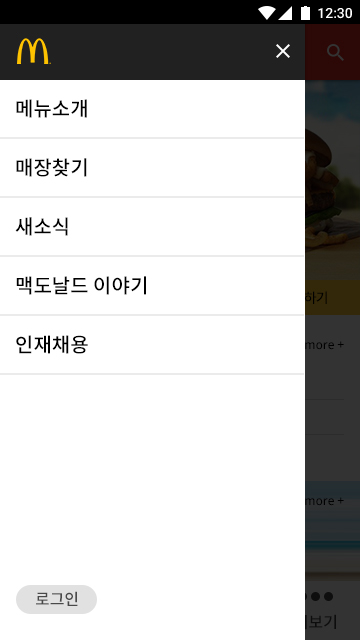 12:30
메뉴소개
매장찾기
새소식
맥도날드 이야기
인재채용
하기
more +
more +
로그인
보기